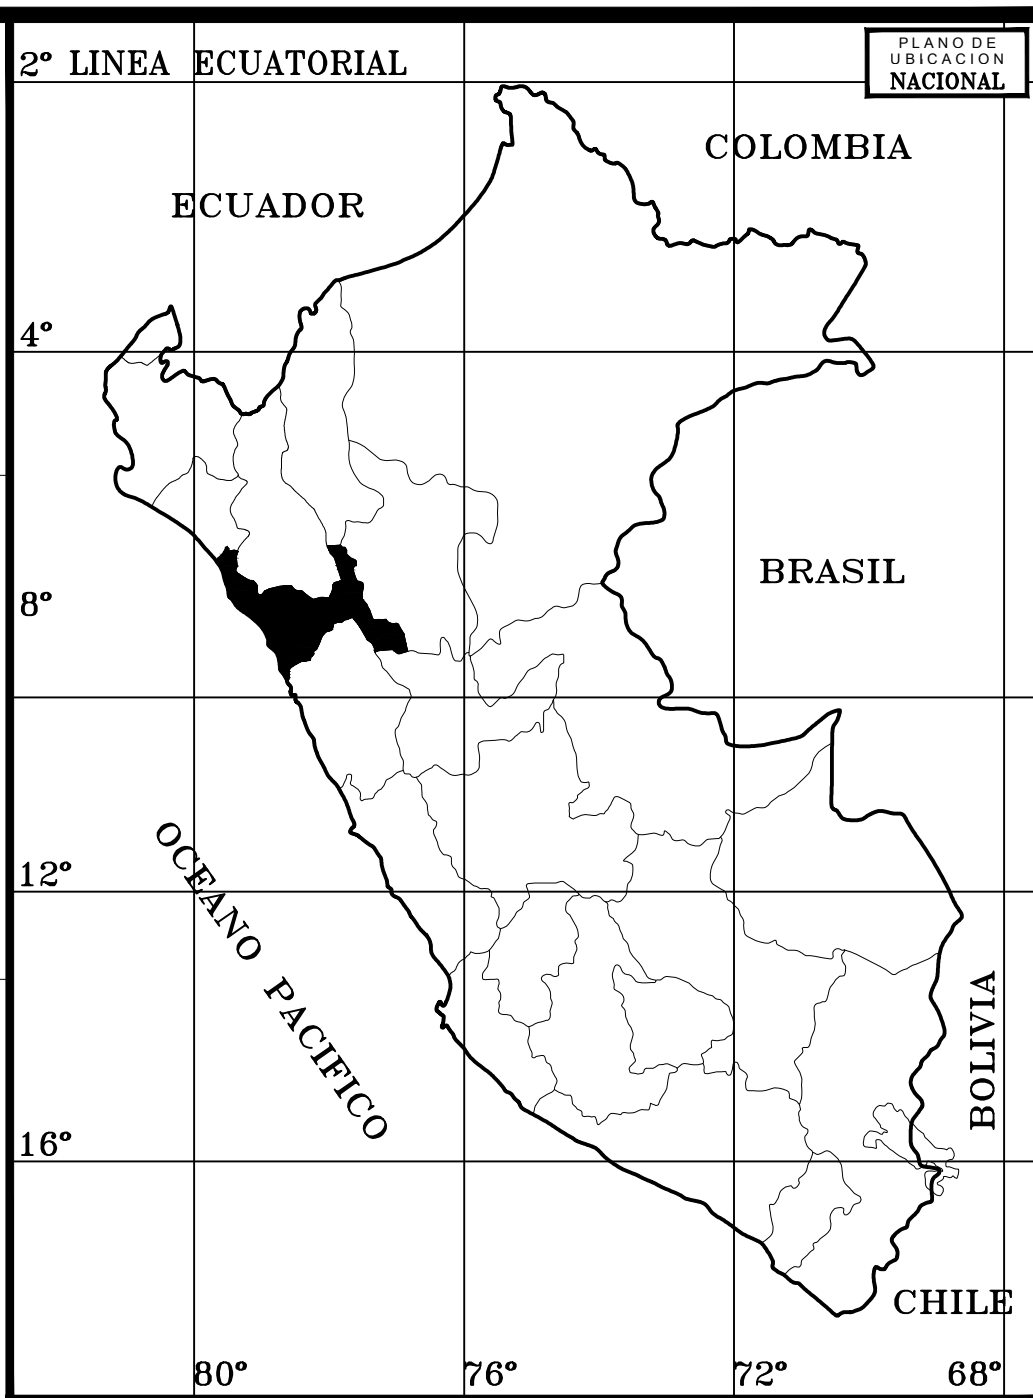 2º LINEA ECUATORIAL
PLANO DE
UBICACION
NACIONAL
COLOMBIA
ECUADOR
4º
BRASIL
8º
12º
OCEANO PACIFICO
BOLIVIA
16º
CHILE
80º 76º 72º 68º